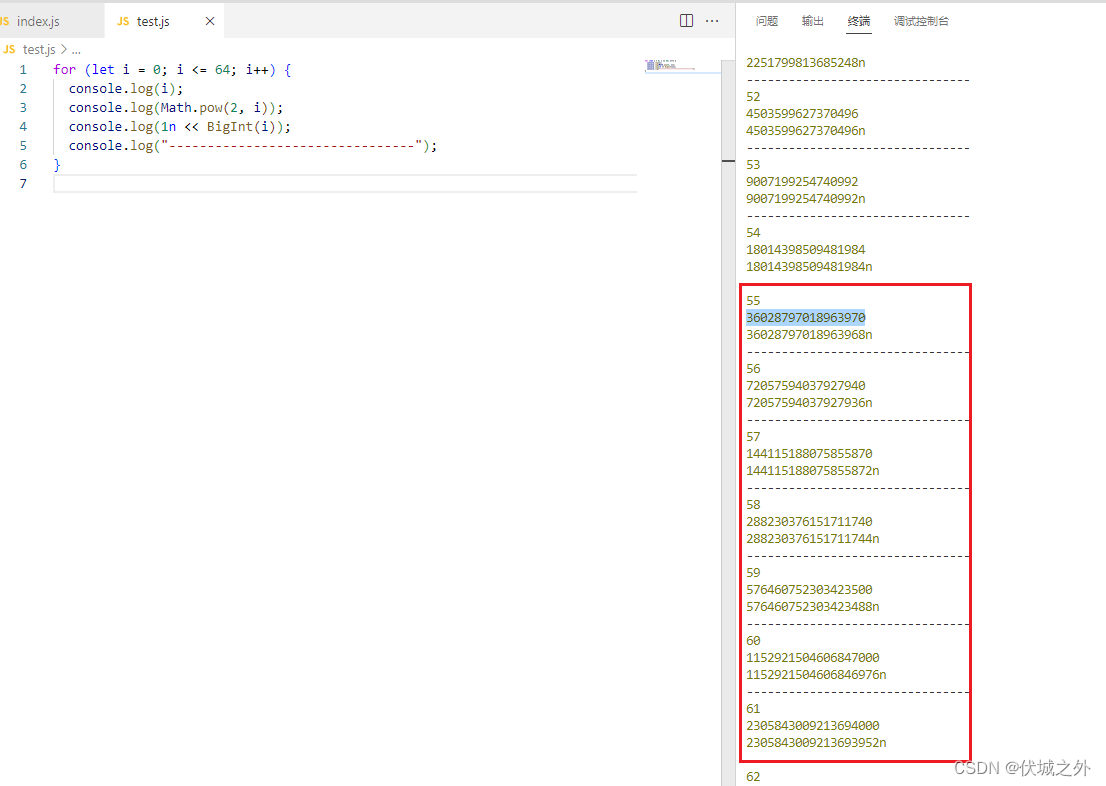 JS index.js
JS test.js
JS test.js > ...
1 for (let i = 0; i <= 64; i++) {
2 console.log(i);
3 console.log(Math.pow(2, i));
4 console.log(1n << BigInt(i));
5 console.log("--------------------------------");
6 }
7
问题 输出 终端 调试控制台
2251799813685248n
--------------------------------
52
4503599627370496
4503599627370496n
--------------------------------
53
9007199254740992
9007199254740992n
--------------------------------
54
18014398509481984
18014398509481984n
55
36028797018963970
36028797018963968n
--------------------------------
56
72057594037927940
72057594037927936n
--------------------------------
57
144115188075855870
144115188075855872n
--------------------------------
58
288230376151711740
288230376151711744n
--------------------------------
59
576460752303423500
576460752303423488n
--------------------------------
60
1152921504606847000
1152921504606846976n
--------------------------------
61
2305843009213694000
2305843009213693952n
62
CSDN @伏城之外